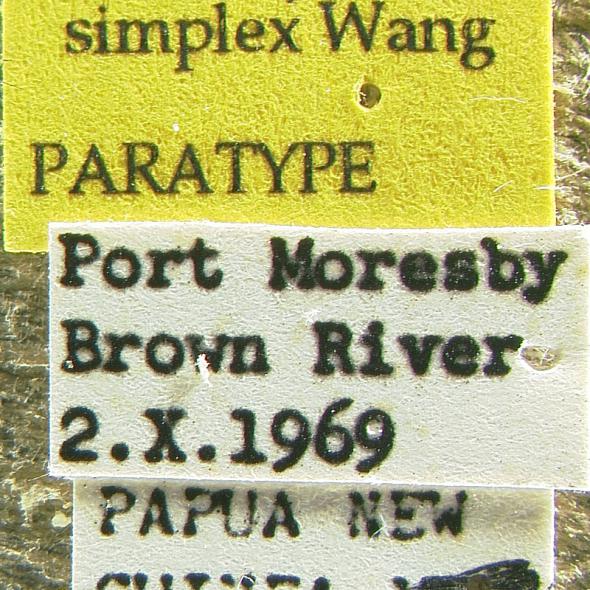 simplex Wang
PARATYPE
Port Moresby
Brown River
2.X.1969
PAPUA NEW